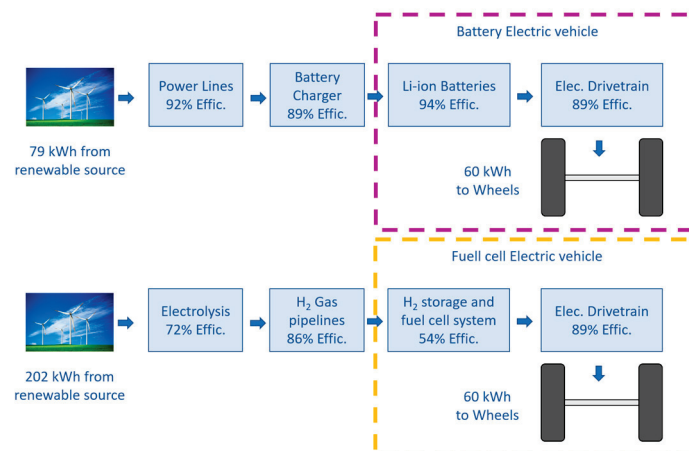 Battery Electric vehicle
Power Lines
92% Effic.
Battery
Charger
89% Effic.
Li-ion Batteries
94% Effic.
Elec. Drivetrain
89% Effic.
79 kWh from
renewable source
60 kWh
to Wheels
Fuell cell Electric vehicle
Electrolysis
72% Effic.
H₂ Gas
pipelines
86% Effic.
H₂ storage and
fuel cell system
54% Effic.
Elec. Drivetrain
89% Effic.
202 kWh from
renewable source
60 kWh
to Wheels